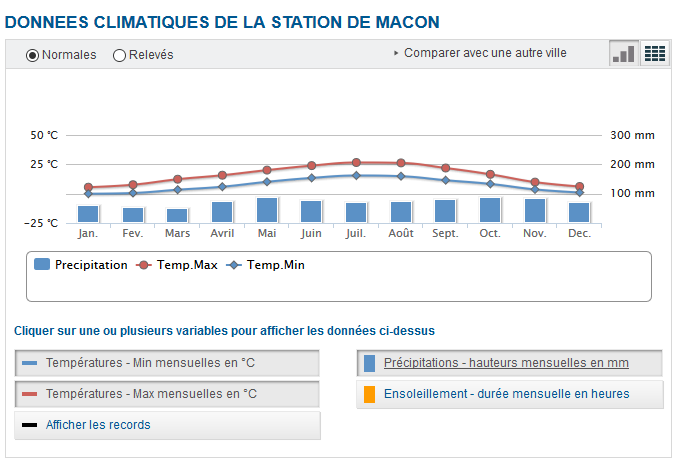 DONNEES CLIMATIQUES DE LA STATION DE MACON
Normales Relevés Comparer avec une autre ville
50 °C 300 mm
25 °C 200 mm
100 mm
−25 °C
Jan. Fev. Mars Avril Mai Juin Juil. Août Sept. Oct. Nov. Dec.
Precipitation Temp.Max Temp.Min
Cliquer sur une ou plusieurs variables pour afficher les données ci-dessus
Températures - Min mensuelles en °C
Précipitations - hauteurs mensuelles en mm
Températures - Max mensuelles en °C
Ensoleillement - durée mensuelle en heures
Afficher les records